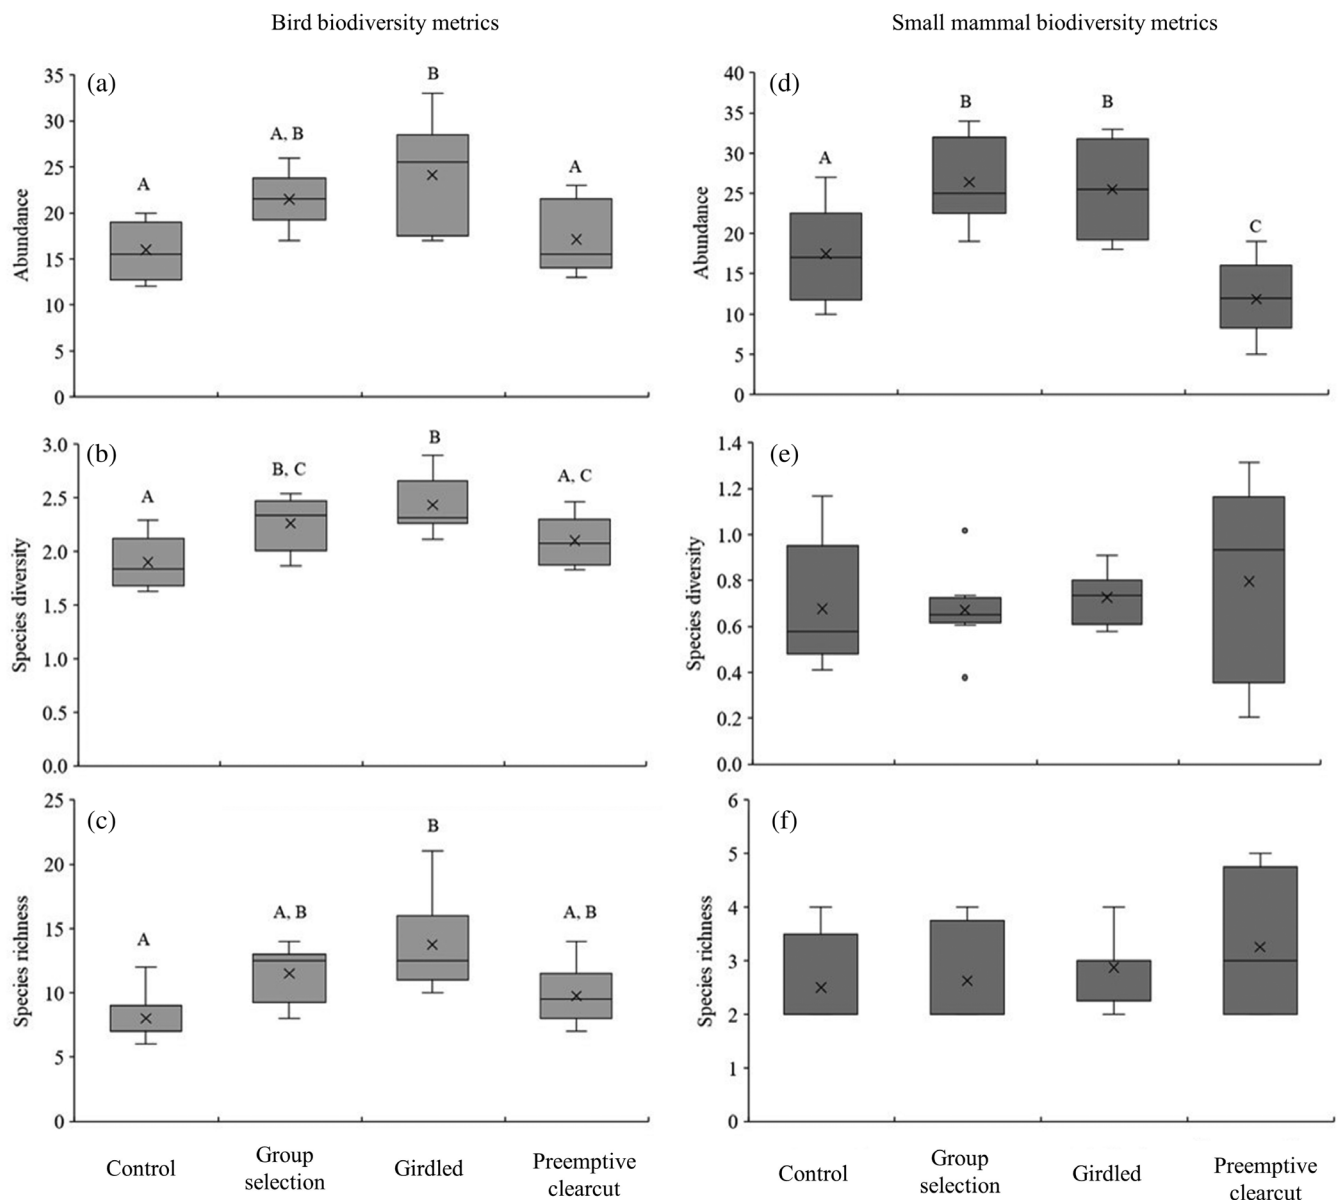 Bird biodiversity metrics
Small mammal biodiversity metrics
(a)
Abundance
35
30
25
20
15
10
5
0
A
A, B
B
A
(d)
Abundance
40
35
30
25
20
15
10
5
0
A
B
B
C
(b)
Species diversity
3.0
2.5
2.0
1.5
1.0
0.5
0.0
A
B, C
B
A, C
(e)
Species diversity
1.4
1.2
1.0
0.8
0.6
0.4
0.2
0.0
(c)
Species richness
25
20
15
10
5
0
A
A, B
B
A, B
(f)
Species richness
6
5
4
3
2
1
0
Control
Group
selection
Girdled
Preemptive
clearcut
Control
Group
selection
Girdled
Preemptive
clearcut